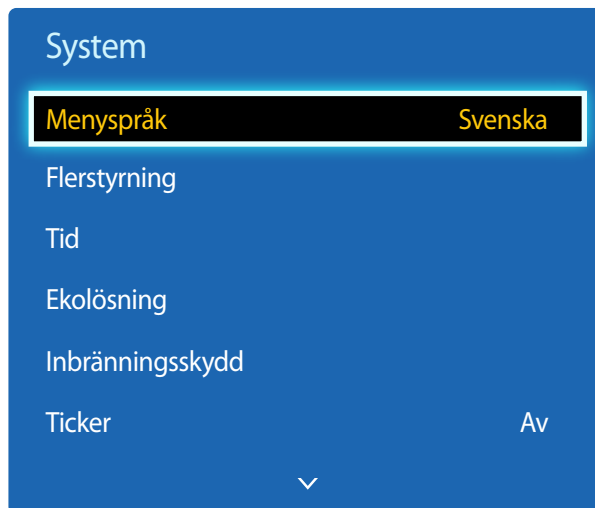 System
Menyspråk Svenska
Flerstyrning
Tid
Ekolösning
Inbränningsskydd
Ticker Av